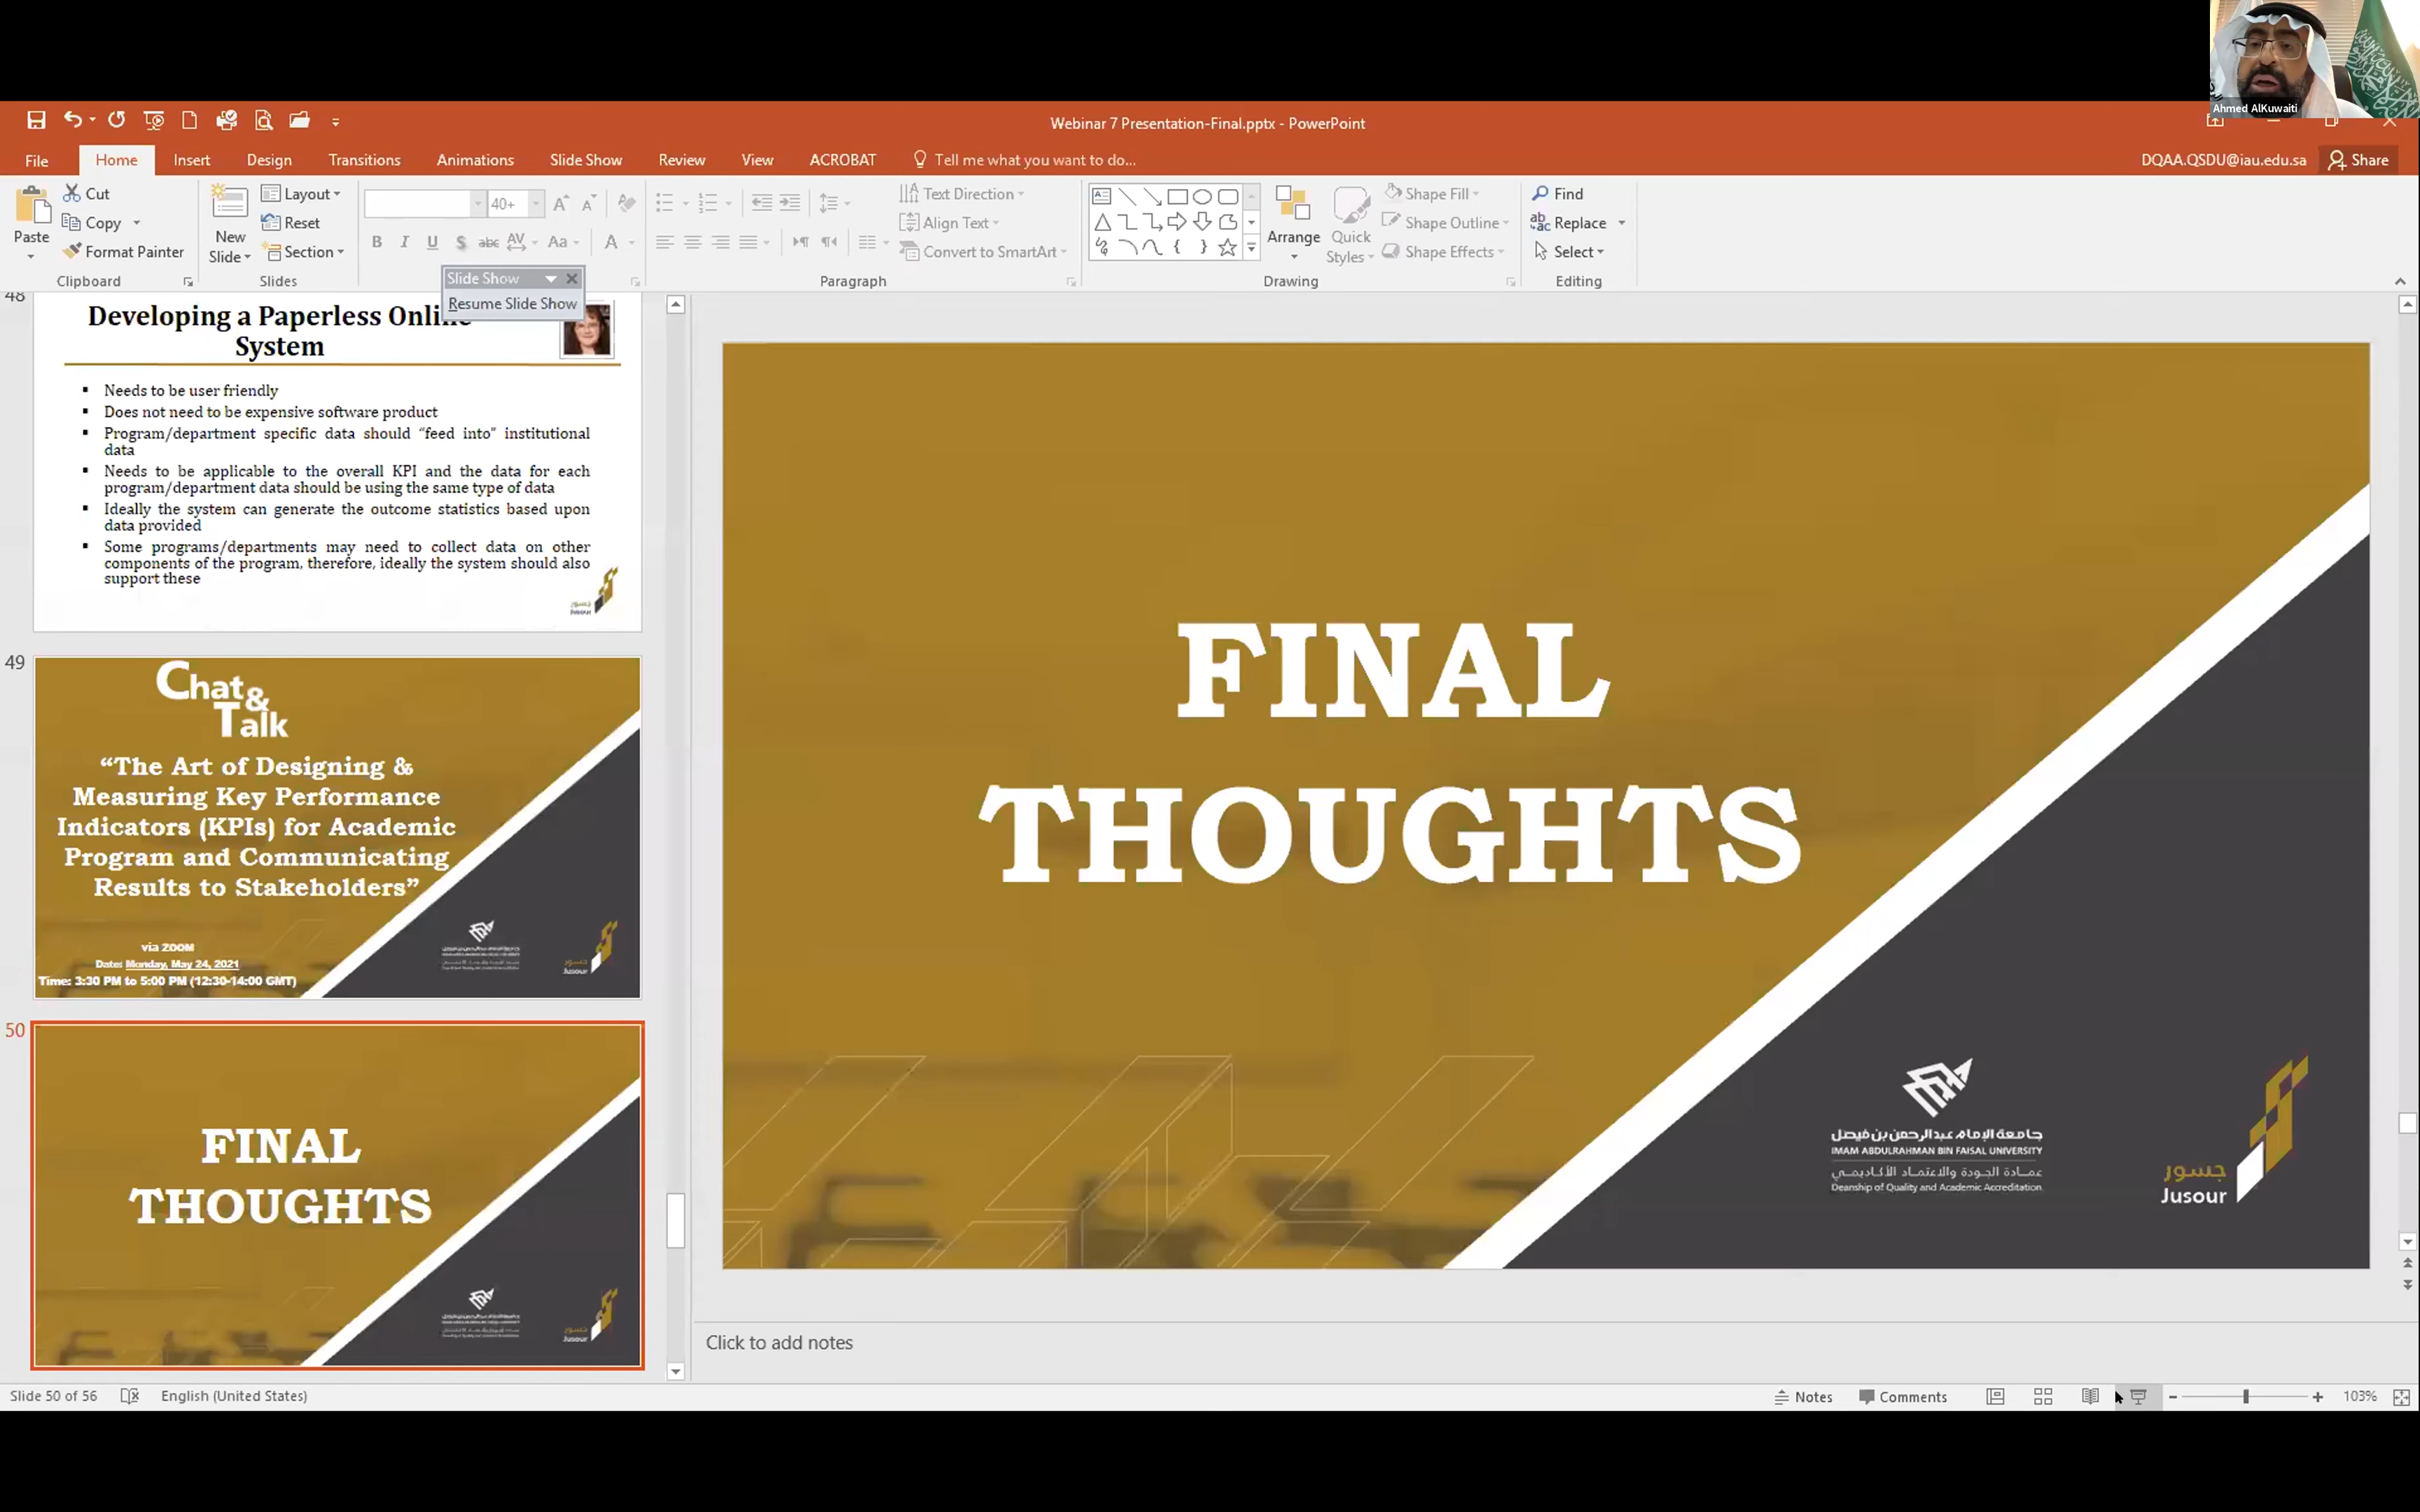 Ahmed AlKuwaiti
Webinar 7 Presentation-Final.pptx - PowerPoint
File
Home
Insert
Design
Transitions
Animations
Slide Show
Review
View
ACROBAT
Tell me what you want to do...
DQAA.QSDU@iau.edu.sa
Share
Paste
Cut
Copy
Format Painter
Clipboard
New
Slide
Layout
Reset
Section
Slides
40+
B I U S abc AV Aa A
Slide Show
Resume Slide Show
Text Direction
Align Text
Convert to SmartArt
Paragraph
Arrange
Quick
Styles
Shape Fill
Shape Outline
Shape Effects
Drawing
Find
Replace
Select
Editing
48
Developing a Paperless Online
System
▪ Needs to be user friendly
▪ Does not need to be expensive software product
▪ Program/department specific data should “feed into” institutional
data
▪ Needs to be applicable to the overall KPI and the data for each
program/department data should be using the same type of data
▪ Ideally the system can generate the outcome statistics based upon
data provided
▪ Some programs/departments may need to collect data on other
components of the program, therefore, ideally the system should also
support these
49
Chat &
Talk
“The Art of Designing &
Measuring Key Performance
Indicators (KPIs) for Academic
Program and Communicating
Results to Stakeholders”
via ZOOM
Date: Monday, May 24, 2021
Time: 3:30 PM to 5:00 PM (12:30-14:00 GMT)
جسور
Jusour
50
FINAL
THOUGHTS
جسور
Jusour
FINAL
THOUGHTS
جامعة الإمام عبد الرحمن بن فيصل
IMAM ABDULRAHMAN BIN FAISAL UNIVERSITY
عمادة الجودة والاعتماد الأكاديمي
Deanship of Quality and Academic Accreditation
جسور
Jusour
Click to add notes
Slide 50 of 56
English (United States)
Notes
Comments
103%